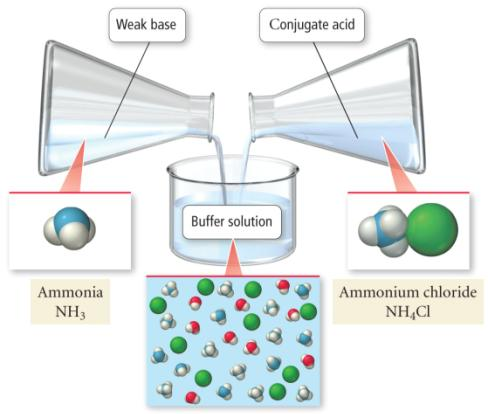 Weak base
Conjugate acid
Buffer solution
Ammonia
NH₃
Ammonium chloride
NH₄Cl